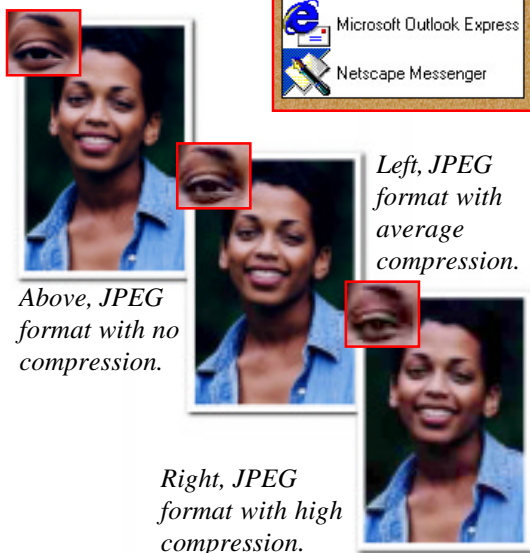 Microsoft Outlook Express
Netscape Messenger
Left, JPEG
format with
average
compression.
Above, JPEG
format with no
compression.
Right, JPEG
format with high
compression.